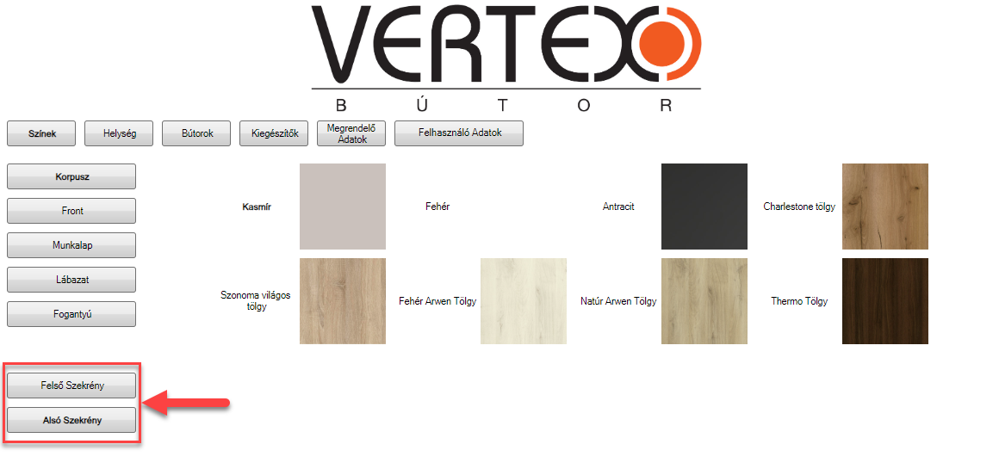 VERTEX
BÚTOR
Színek
Helység
Bútorok
Kiegészítők
Megrendelő
Adatok
Felhasználó Adatok
Korpusz
Front
Munkalap
Lábazat
Fogantyú
Kasmír
Fehér
Antracit
Charlestone tölgy
Szonoma világos
tölgy
Fehér Arwen Tölgy
Natúr Arwen Tölgy
Thermo Tölgy
Felső Szekrény
Alsó Szekrény